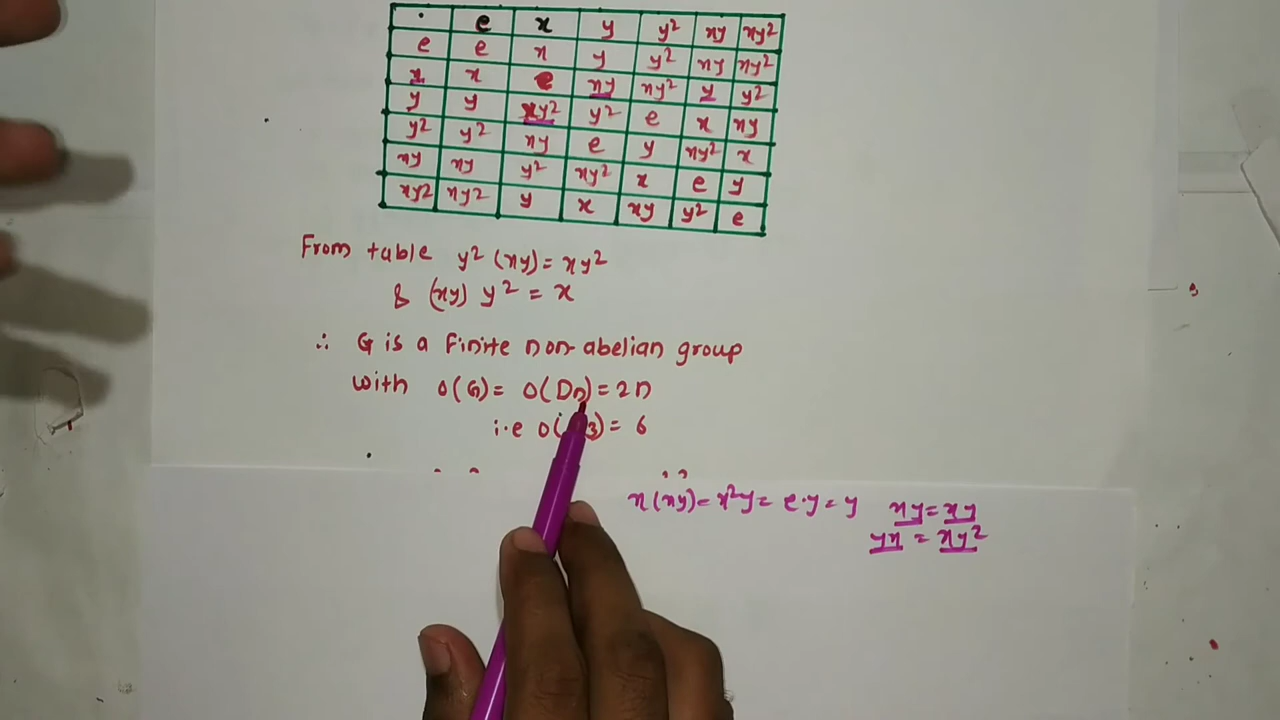 · e x y y² xy xy²
e e x y y² xy xy²
x x e xy xy² y y²
y y xy² y² e x xy
y² y² xy e y xy² x
xy xy y² xy² x e y
xy2 xy² y x xy y² e
From table y² (xy) = xy²
& (xy) y² = x
∴ G is a finite non-abelian group
with o(G) = o(Dn) = 2n
i.e o( 3) = 6
x(xy) = x²y = e·y = y xy = xy
yx = xy²